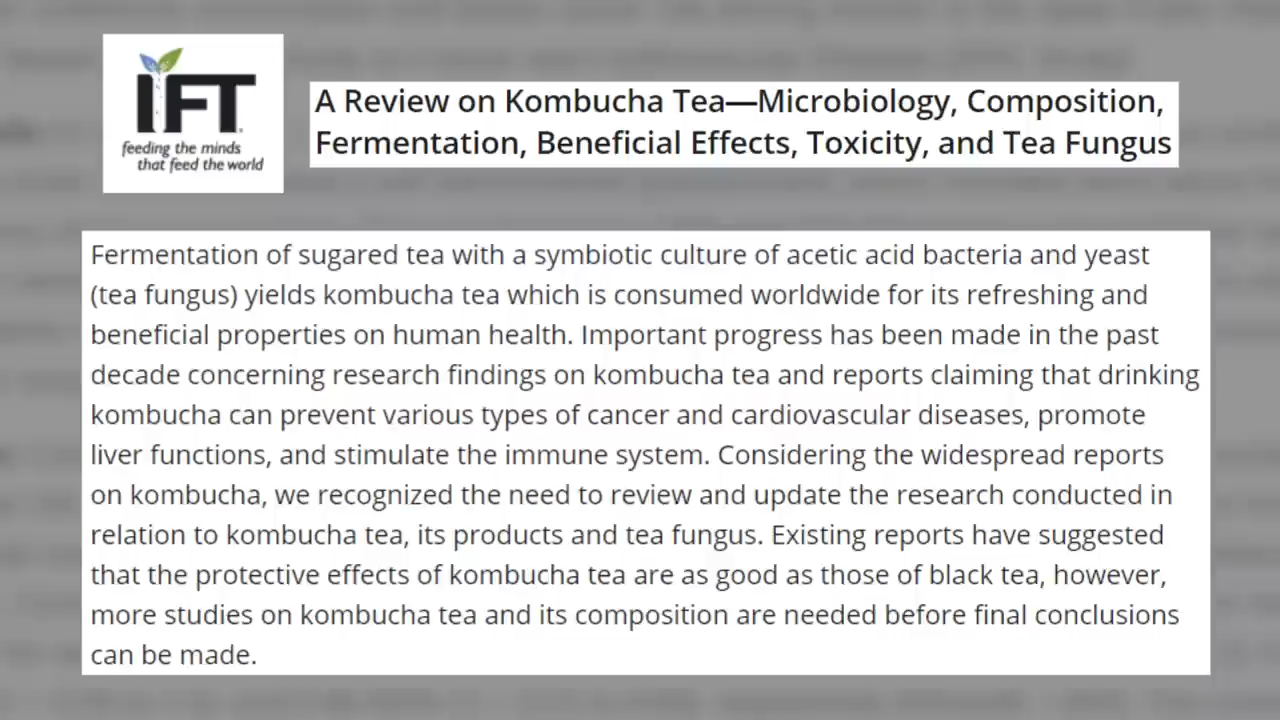 IFT
feeding the minds
that feed the world
A Review on Kombucha Tea—Microbiology, Composition,
Fermentation, Beneficial Effects, Toxicity, and Tea Fungus
Fermentation of sugared tea with a symbiotic culture of acetic acid bacteria and yeast
(tea fungus) yields kombucha tea which is consumed worldwide for its refreshing and
beneficial properties on human health. Important progress has been made in the past
decade concerning research findings on kombucha tea and reports claiming that drinking
kombucha can prevent various types of cancer and cardiovascular diseases, promote
liver functions, and stimulate the immune system. Considering the widespread reports
on kombucha, we recognized the need to review and update the research conducted in
relation to kombucha tea, its products and tea fungus. Existing reports have suggested
that the protective effects of kombucha tea are as good as those of black tea, however,
more studies on kombucha tea and its composition are needed before final conclusions
can be made.